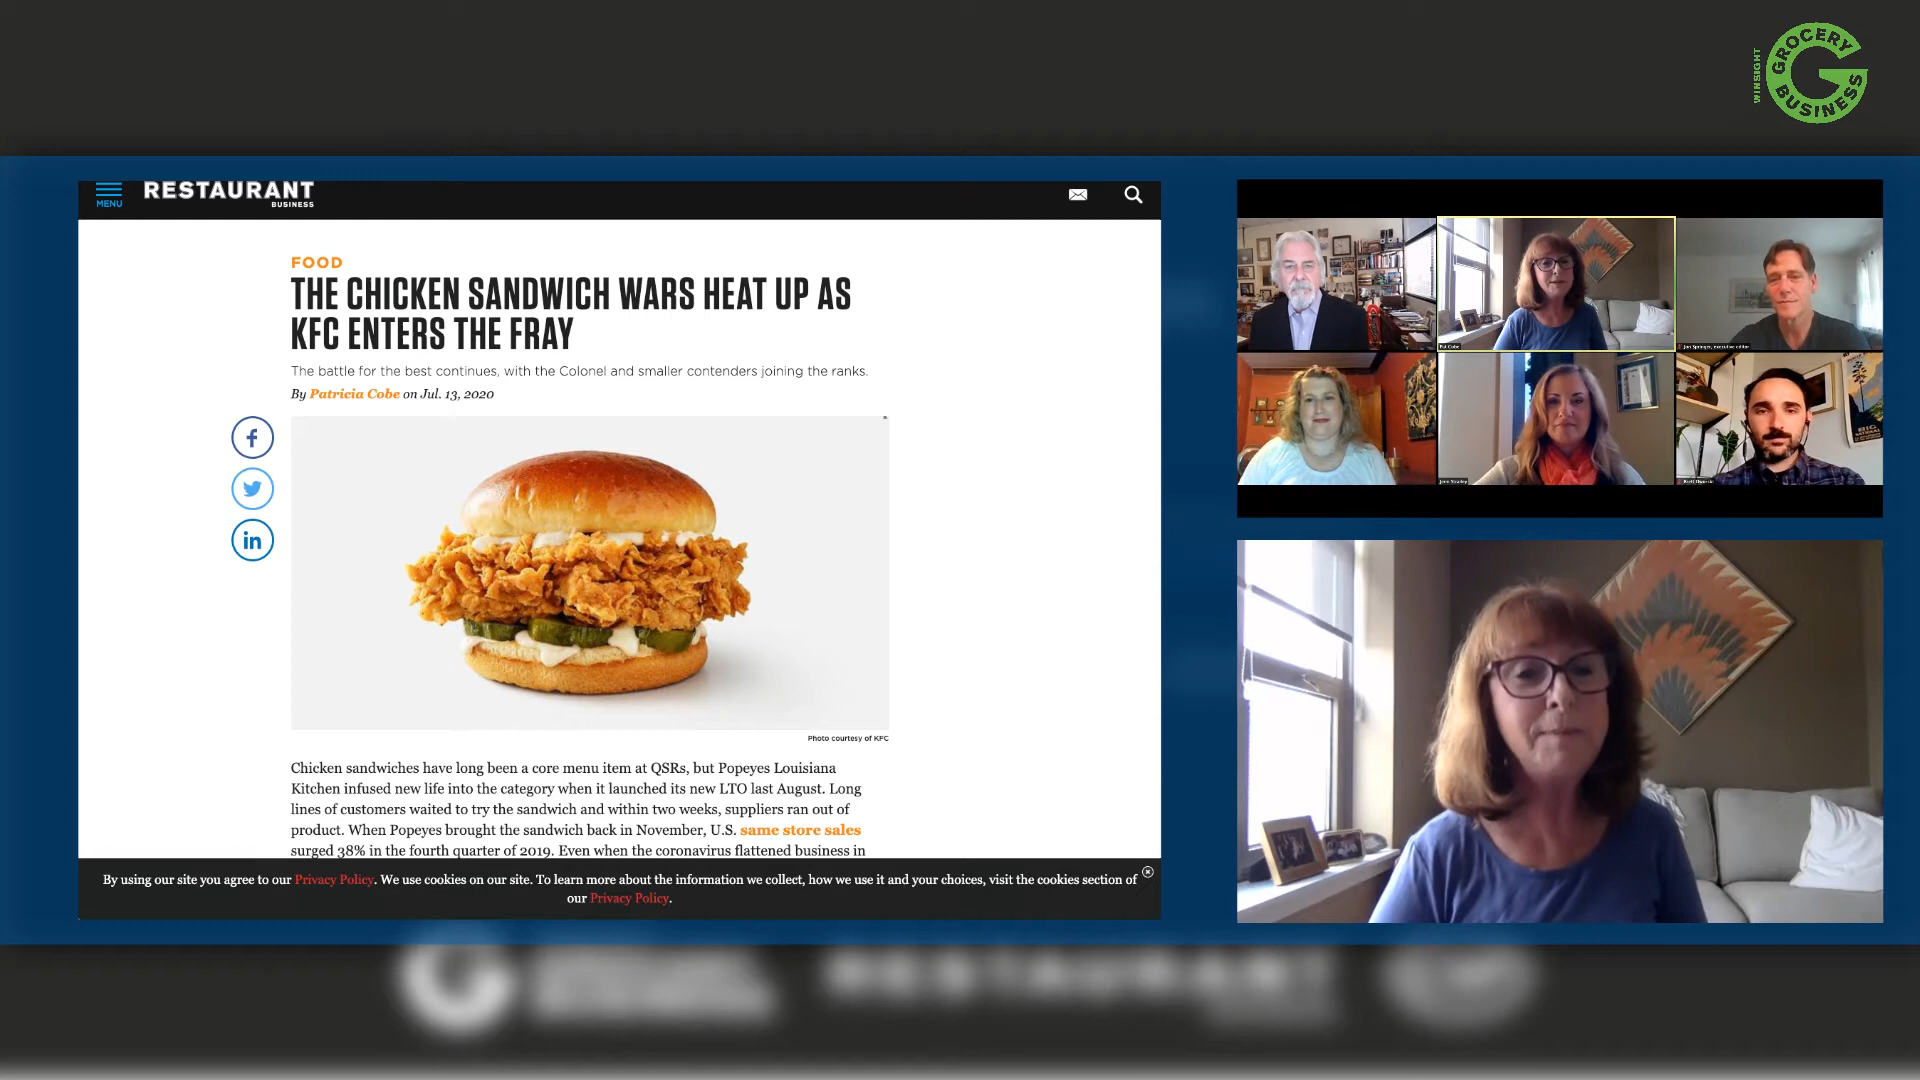 WINSIGHT
GROCERY
BUSINESS
MENU
RESTAURANT
BUSINESS
FOOD
THE CHICKEN SANDWICH WARS HEAT UP AS
KFC ENTERS THE FRAY
The battle for the best continues, with the Colonel and smaller contenders joining the ranks.
By Patricia Cobe on Jul. 13, 2020
Photo courtesy of KFC
Chicken sandwiches have long been a core menu item at QSRs, but Popeyes Louisiana
Kitchen infused new life into the category when it launched its new LTO last August. Long
lines of customers waited to try the sandwich and within two weeks, suppliers ran out of
product. When Popeyes brought the sandwich back in November, U.S. same store sales
surged 38% in the fourth quarter of 2019. Even when the coronavirus flattened business in
By using our site you agree to our Privacy Policy. We use cookies on our site. To learn more about the information we collect, how we use it and your choices, visit the cookies section of
our Privacy Policy.
Pat Cobe
Jon Springer, executive editor
BIG
RESTAURANT